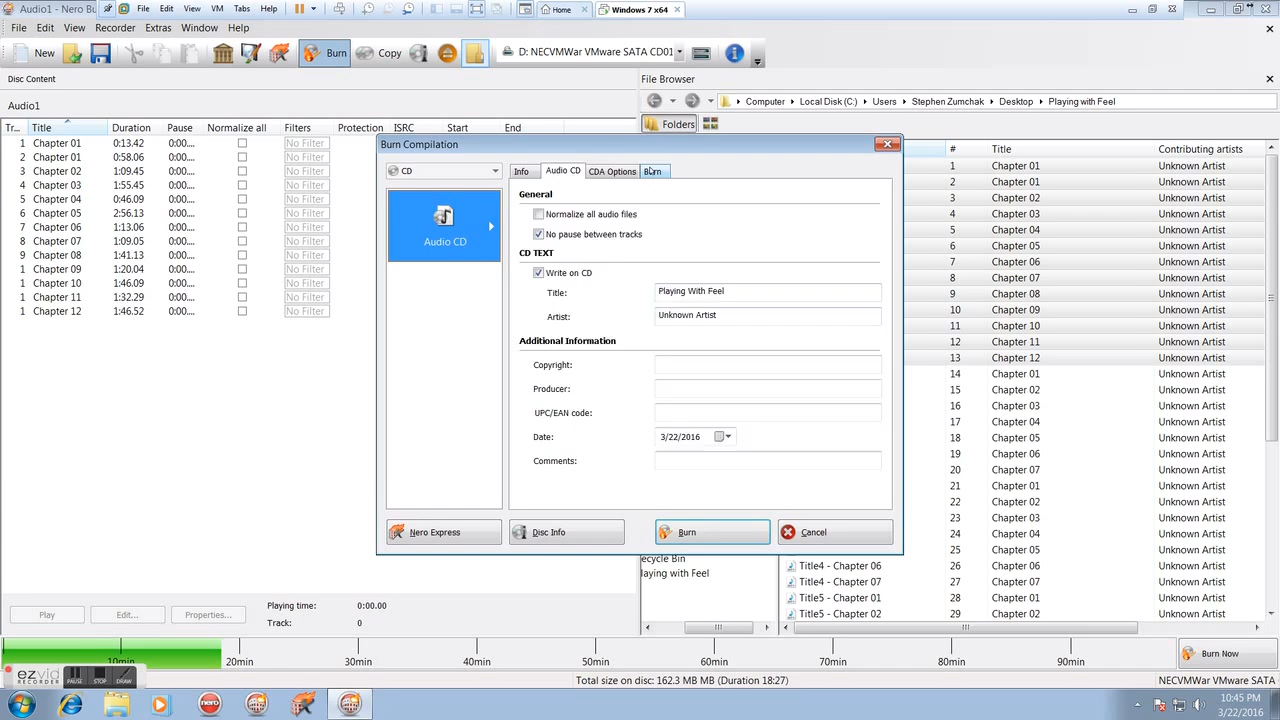 Audio1 - Nero Bu
File Edit View VM Tabs Help
Home
Windows 7 x64
File Edit View Recorder Extras Window Help
New Burn Copy D: NECVMWar VMware SATA CD01
Disc Content
File Browser
Audio1
Computer Local Disk (C:) Users Stephen Zumchak Desktop Playing with Feel
Folders
Tr... Title Duration Pause Normalize all Filters Protection ISRC Start End
1 Chapter 01 0:13.42 0:00.... No Filter
2 Chapter 01 0:58.06 0:00.... No Filter
3 Chapter 02 1:09.45 0:00.... No Filter
4 Chapter 03 1:55.45 0:00.... No Filter
5 Chapter 04 0:46.09 0:00.... No Filter
6 Chapter 05 2:56.13 0:00.... No Filter
7 Chapter 06 1:13.06 0:00.... No Filter
8 Chapter 07 1:09.05 0:00.... No Filter
9 Chapter 08 1:41.13 0:00.... No Filter
1 Chapter 09 1:20.04 0:00.... No Filter
1 Chapter 10 1:46.09 0:00.... No Filter
1 Chapter 11 1:32.29 0:00.... No Filter
1 Chapter 12 1:46.52 0:00.... No Filter
Burn Compilation
CD
Audio CD
Info Audio CD CDA Options Burn
General
Normalize all audio files
No pause between tracks
CD TEXT
Write on CD
Title: Playing With Feel
Artist: Unknown Artist
Additional Information
Copyright:
Producer:
UPC/EAN code:
Date: 3/22/2016
Comments:
Nero Express Disc Info Burn Cancel
# Title Contributing artists
1 Chapter 01 Unknown Artist
2 Chapter 01 Unknown Artist
3 Chapter 02 Unknown Artist
4 Chapter 03 Unknown Artist
5 Chapter 04 Unknown Artist
6 Chapter 05 Unknown Artist
7 Chapter 06 Unknown Artist
8 Chapter 07 Unknown Artist
9 Chapter 08 Unknown Artist
10 Chapter 09 Unknown Artist
11 Chapter 10 Unknown Artist
12 Chapter 11 Unknown Artist
13 Chapter 12 Unknown Artist
14 Chapter 01 Unknown Artist
15 Chapter 02 Unknown Artist
16 Chapter 03 Unknown Artist
17 Chapter 04 Unknown Artist
18 Chapter 05 Unknown Artist
19 Chapter 06 Unknown Artist
20 Chapter 07 Unknown Artist
21 Chapter 01 Unknown Artist
22 Chapter 02 Unknown Artist
23 Chapter 03 Unknown Artist
24 Chapter 04 Unknown Artist
25 Chapter 05 Unknown Artist
ecycle Bin
laying with Feel
Title4 - Chapter 06 26 Chapter 06 Unknown Artist
Title4 - Chapter 07 27 Chapter 07 Unknown Artist
Title5 - Chapter 01 28 Chapter 01 Unknown Artist
Title5 - Chapter 02 29 Chapter 02 Unknown Artist
Play Edit... Properties...
Playing time: 0:00.00
Track: 0
10min 20min 30min 40min 50min 60min 70min 80min 90min
Burn Now
ezvid
RECORDER
PAUSE STOP DRAW
Total size on disc: 162.3 MB MB (Duration 18:27)
NECVMWar VMware SATA
nero
10:45 PM
3/22/2016